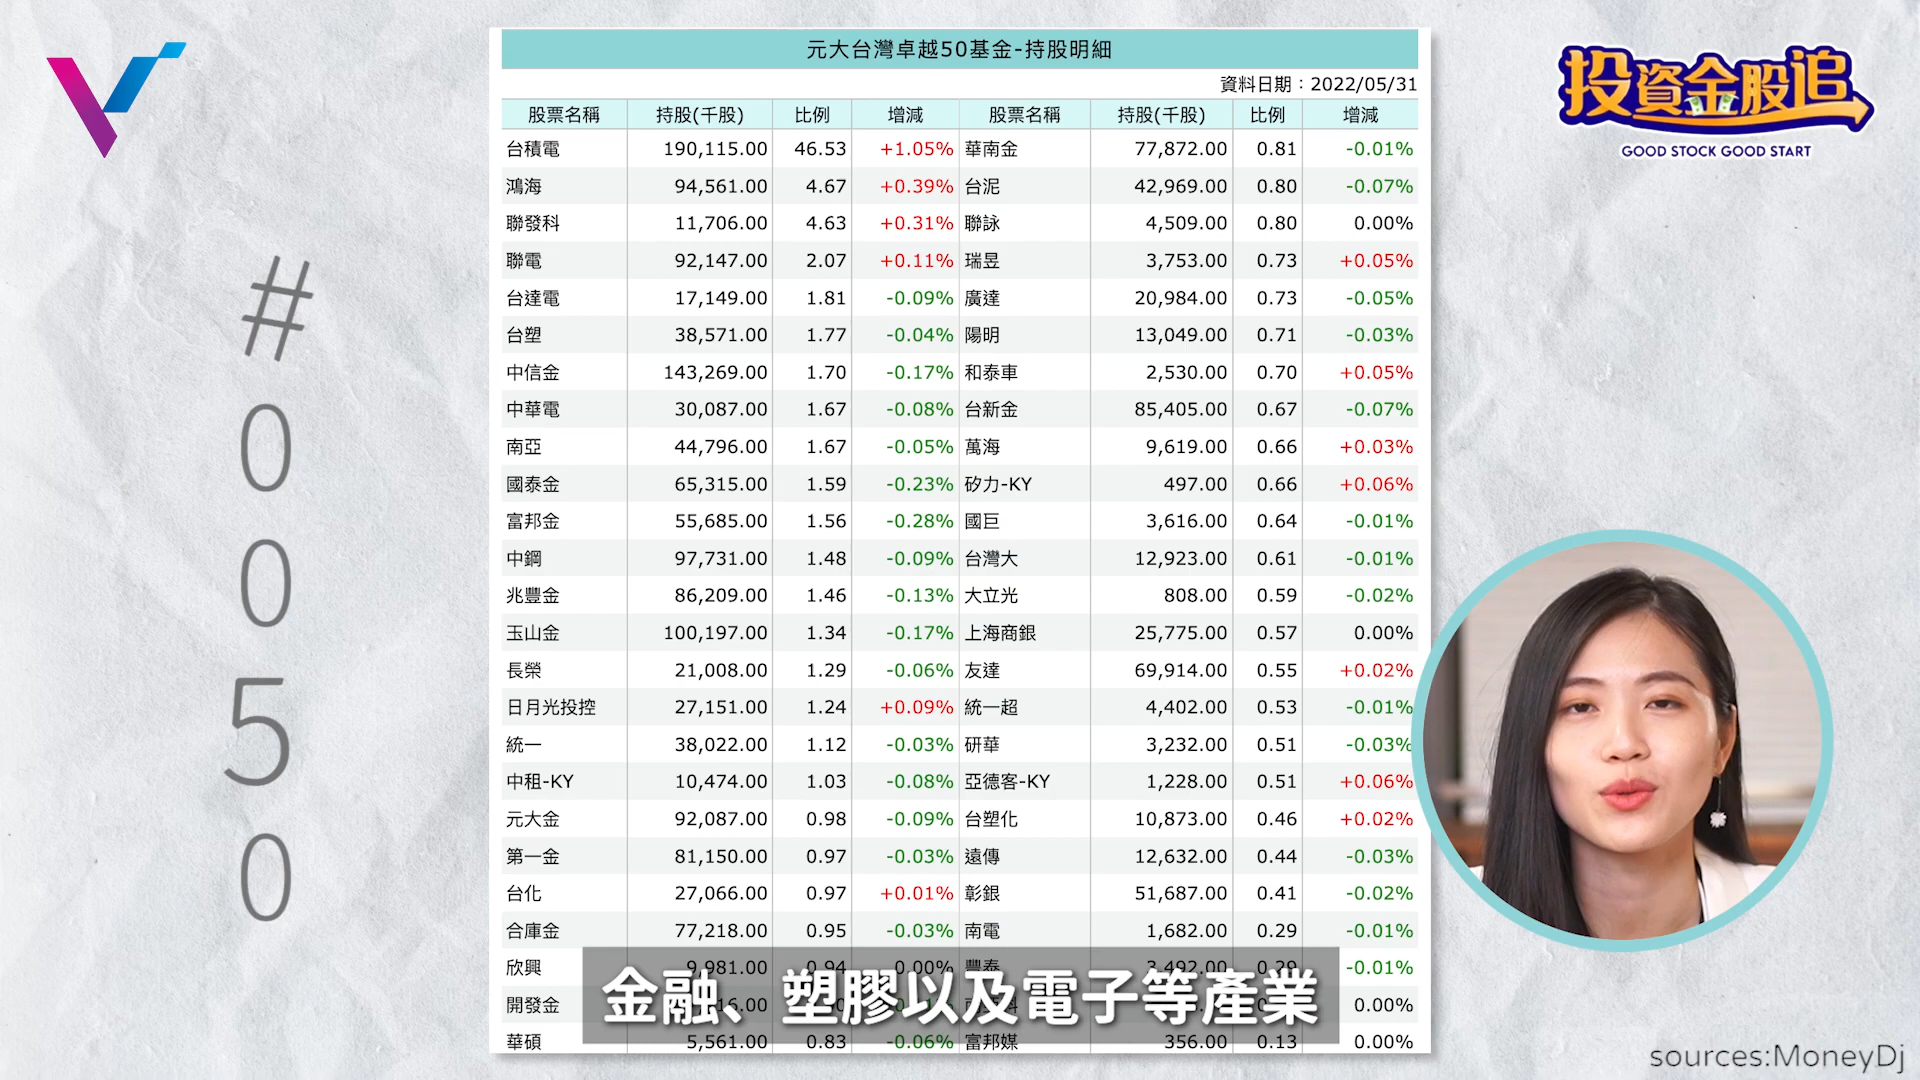 元大台灣卓越50基金-持股明細
資料日期：2022/05/31
股票名稱 持股(千股) 比例 增減 股票名稱 持股(千股) 比例 增減
台積電 190,115.00 46.53 +1.05% 華南金 77,872.00 0.81 -0.01%
鴻海 94,561.00 4.67 +0.39% 台泥 42,969.00 0.80 -0.07%
聯發科 11,706.00 4.63 +0.31% 聯詠 4,509.00 0.80 0.00%
聯電 92,147.00 2.07 +0.11% 瑞昱 3,753.00 0.73 +0.05%
台達電 17,149.00 1.81 -0.09% 廣達 20,984.00 0.73 -0.05%
台塑 38,571.00 1.77 -0.04% 陽明 13,049.00 0.71 -0.03%
中信金 143,269.00 1.70 -0.17% 和泰車 2,530.00 0.70 +0.05%
中華電 30,087.00 1.67 -0.08% 台新金 85,405.00 0.67 -0.07%
南亞 44,796.00 1.67 -0.05% 萬海 9,619.00 0.66 +0.03%
國泰金 65,315.00 1.59 -0.23% 矽力-KY 497.00 0.66 +0.06%
富邦金 55,685.00 1.56 -0.28% 國巨 3,616.00 0.64 -0.01%
中鋼 97,731.00 1.48 -0.09% 台灣大 12,923.00 0.61 -0.01%
兆豐金 86,209.00 1.46 -0.13% 大立光 808.00 0.59 -0.02%
玉山金 100,197.00 1.34 -0.17% 上海商銀 25,775.00 0.57 0.00%
長榮 21,008.00 1.29 -0.06% 友達 69,914.00 0.55 +0.02%
日月光投控 27,151.00 1.24 +0.09% 統一超 4,402.00 0.53 -0.01%
統一 38,022.00 1.12 -0.03% 研華 3,232.00 0.51 -0.03%
中租-KY 10,474.00 1.03 -0.08% 亞德客-KY 1,228.00 0.51 +0.06%
元大金 92,087.00 0.98 -0.09% 台塑化 10,873.00 0.46 +0.02%
第一金 81,150.00 0.97 -0.03% 遠傳 12,632.00 0.44 -0.03%
台化 27,066.00 0.97 +0.01% 彰銀 51,687.00 0.41 -0.02%
合庫金 77,218.00 0.95 -0.03% 南電 1,682.00 0.29 -0.01%
欣興 9,981.00 0.94 0.00% 豐泰 3,492.00 0.29 -0.01%
開發金 0.00%
華碩 5,561.00 0.83 -0.06% 富邦媒 356.00 0.13 0.00%
金融、塑膠以及電子等產業
#0050
投資金股追
GOOD STOCK GOOD START
sources:MoneyDj